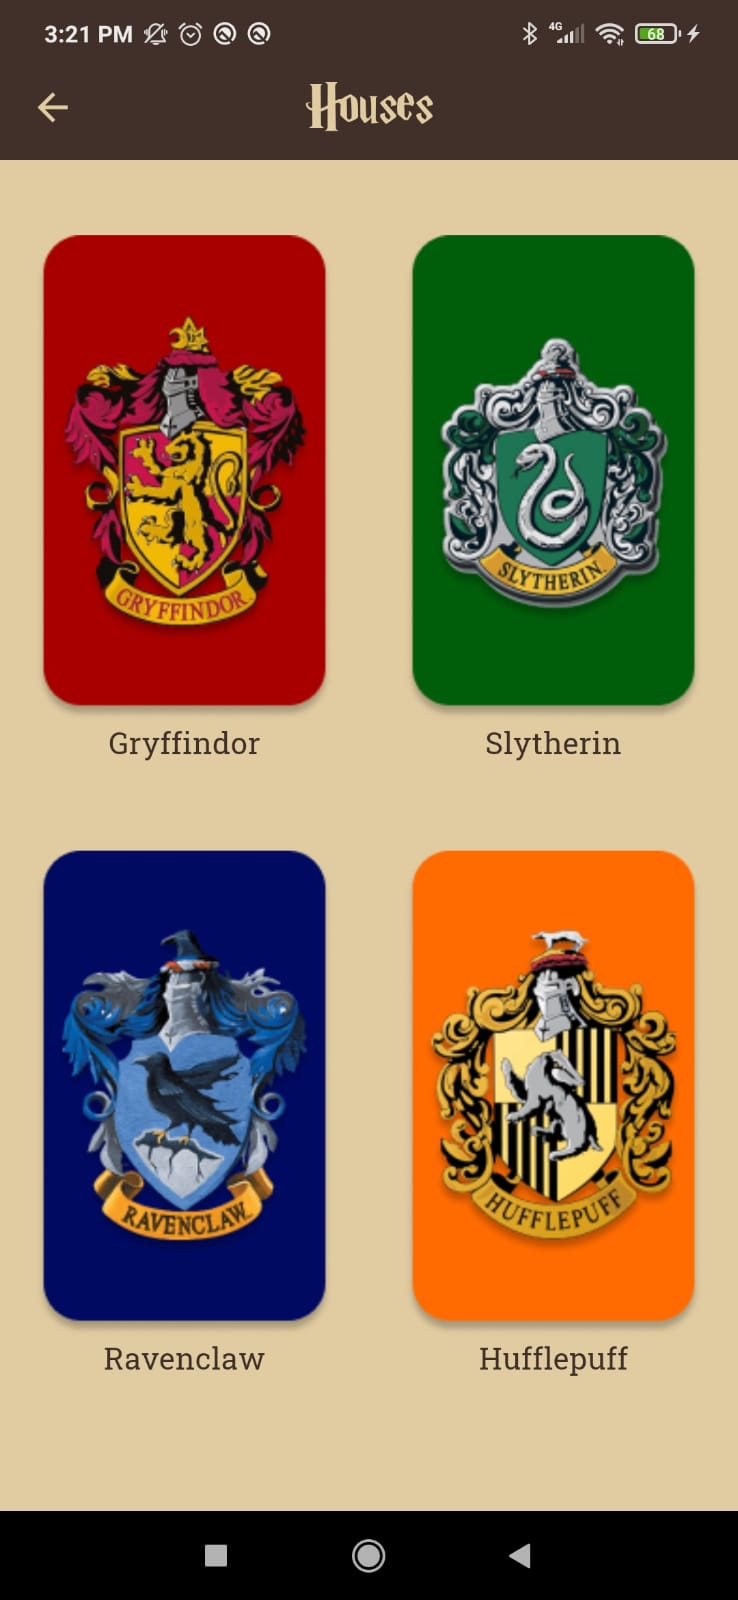 3:21 PM 4G 68
Houses
GRYFFINDOR
SLYTHERIN
Gryffindor
Slytherin
RAVENCLAW
HUFFLEPUFF
Ravenclaw
Hufflepuff